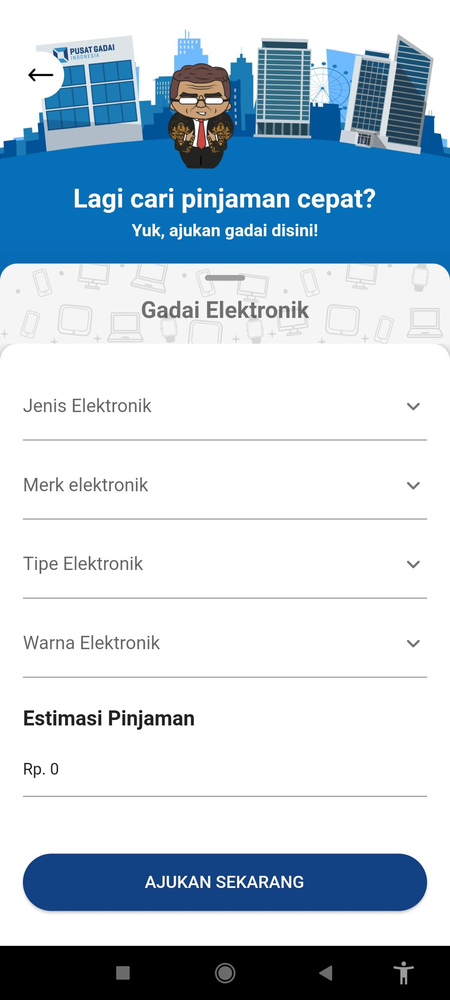 PUSAT GADAI
INDONESIA
Lagi cari pinjaman cepat?
Yuk, ajukan gadai disini!
Gadai Elektronik
Jenis Elektronik
Merk elektronik
Tipe Elektronik
Warna Elektronik
Estimasi Pinjaman
Rp. 0
AJUKAN SEKARANG